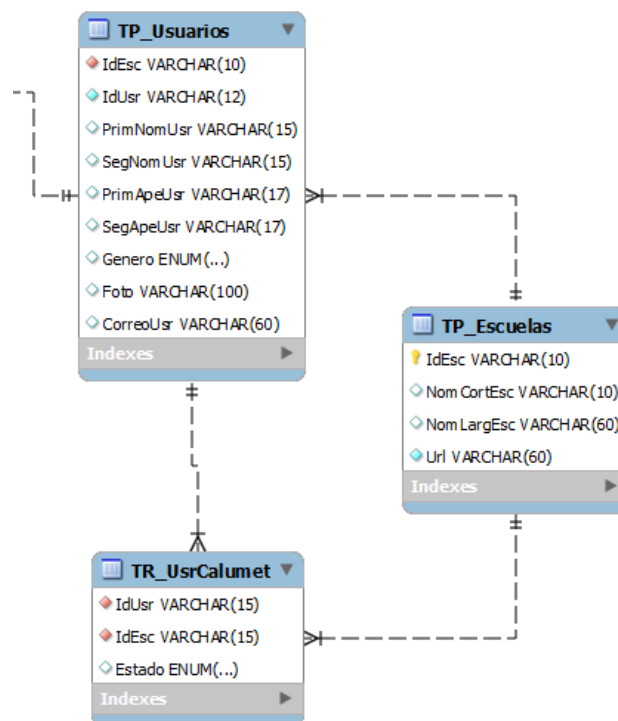 TP_Usuarios
IdEsc VARCHAR(10)
IdUsr VARCHAR(12)
PrimNomUsr VARCHAR(15)
SegNomUsr VARCHAR(15)
PrimApeUsr VARCHAR(17)
SegApeUsr VARCHAR(17)
Genero ENUM(...)
Foto VARCHAR(100)
CorreoUsr VARCHAR(60)
Indexes
TP_Escuelas
IdEsc VARCHAR(10)
NomCortEsc VARCHAR(10)
NomLargEsc VARCHAR(60)
Url VARCHAR(60)
Indexes
TR_UsrCalumet
IdUsr VARCHAR(15)
IdEsc VARCHAR(15)
Estado ENUM(...)
Indexes